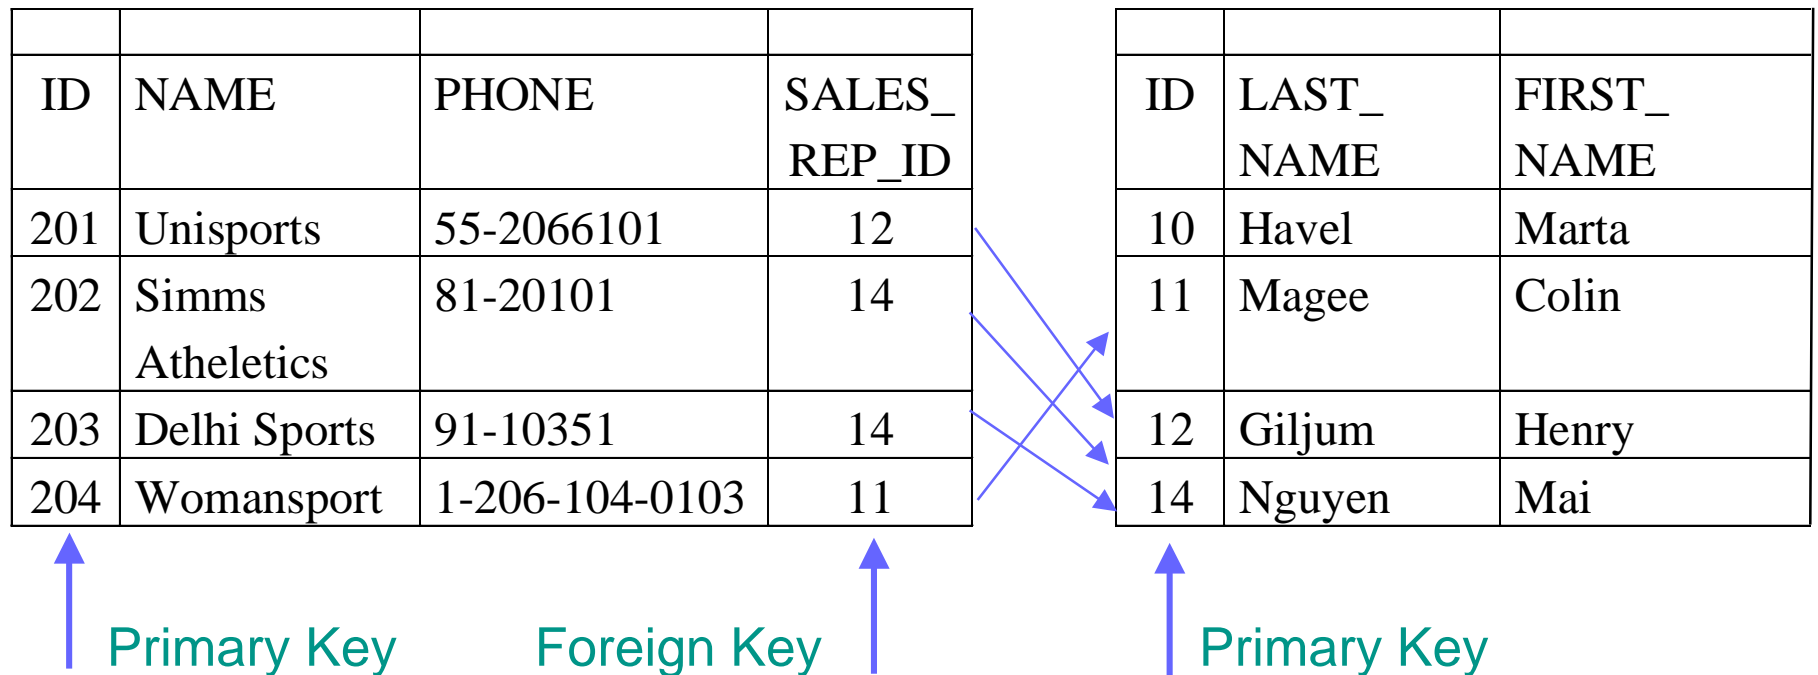 ID NAME PHONE SALES_ REP_ID
201 Unisports 55-2066101 12
202 Simms Atheletics 81-20101 14
203 Delhi Sports 91-10351 14
204 Womansport 1-206-104-0103 11
ID LAST_ NAME FIRST_ NAME
10 Havel Marta
11 Magee Colin
12 Giljum Henry
14 Nguyen Mai
Primary Key Foreign Key Primary Key